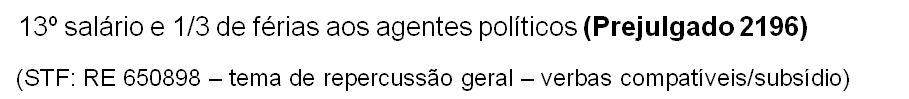 13º salário e 1/3 de férias aos agentes políticos (Prejulgado 2196)
(STF: RE 650898 – tema de repercussão geral – verbas compatíveis/subsídio)